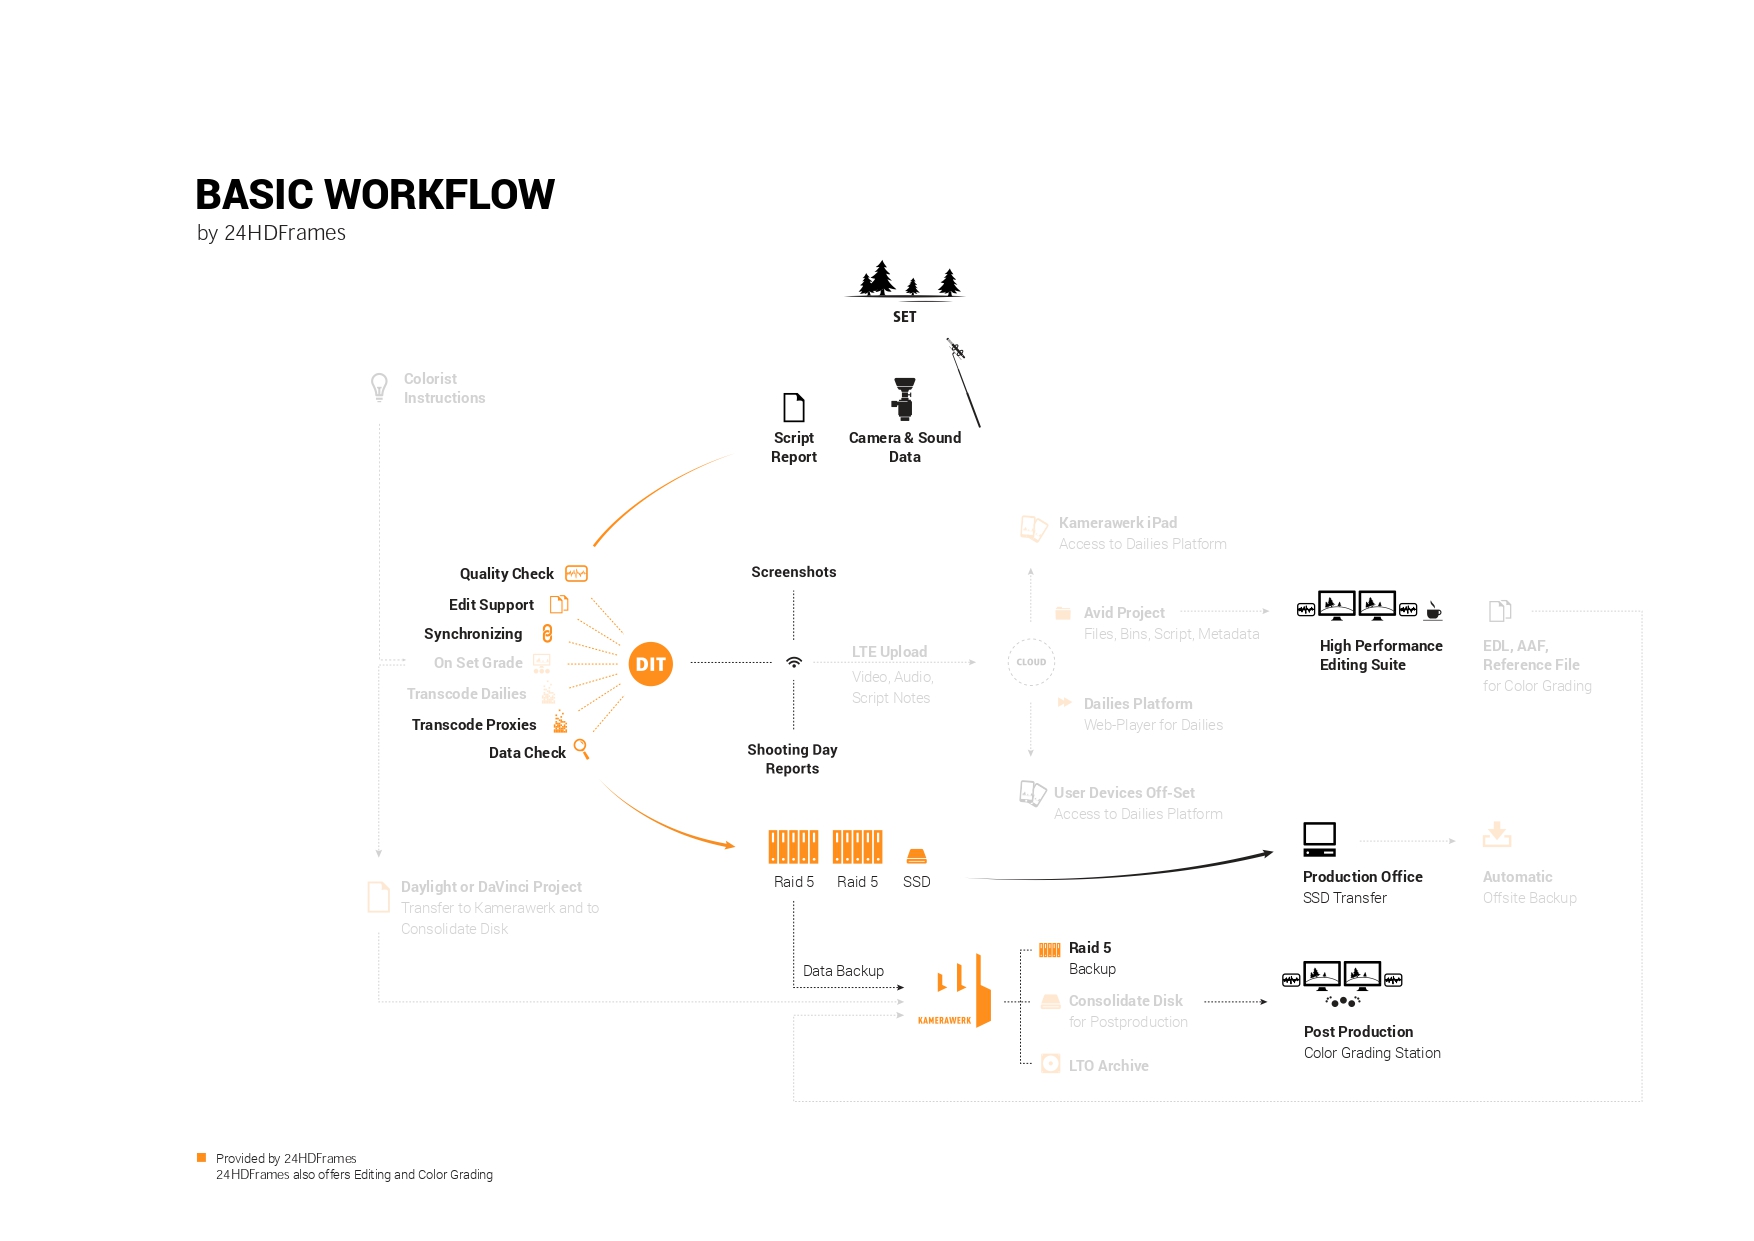 BASIC WORKFLOW
by 24HDFrames
SET
Colorist
Instructions
Script
Report
Camera & Sound
Data
Kamerawerk iPad
Access to Dailies Platform
Quality Check
Edit Support
Synchronizing
On Set Grade
Transcode Dailies
Transcode Proxies
Data Check
DIT
Screenshots
Shooting Day
Reports
LTE Upload
Video, Audio,
Script Notes
CLOUD
Avid Project
Files, Bins, Script, Metadata
Dailies Platform
Web-Player for Dailies
User Devices Off-Set
Access to Dailies Platform
High Performance
Editing Suite
EDL, AAF,
Reference File
for Color Grading
Raid 5
Raid 5
SSD
Production Office
SSD Transfer
Automatic
Offsite Backup
Daylight or DaVinci Project
Transfer to Kamerawerk and to
Consolidate Disk
Data Backup
KAMERAWERK
Raid 5
Backup
Consolidate Disk
for Postproduction
LTO Archive
Post Production
Color Grading Station
Provided by 24HDFrames
24HDFrames also offers Editing and Color Grading